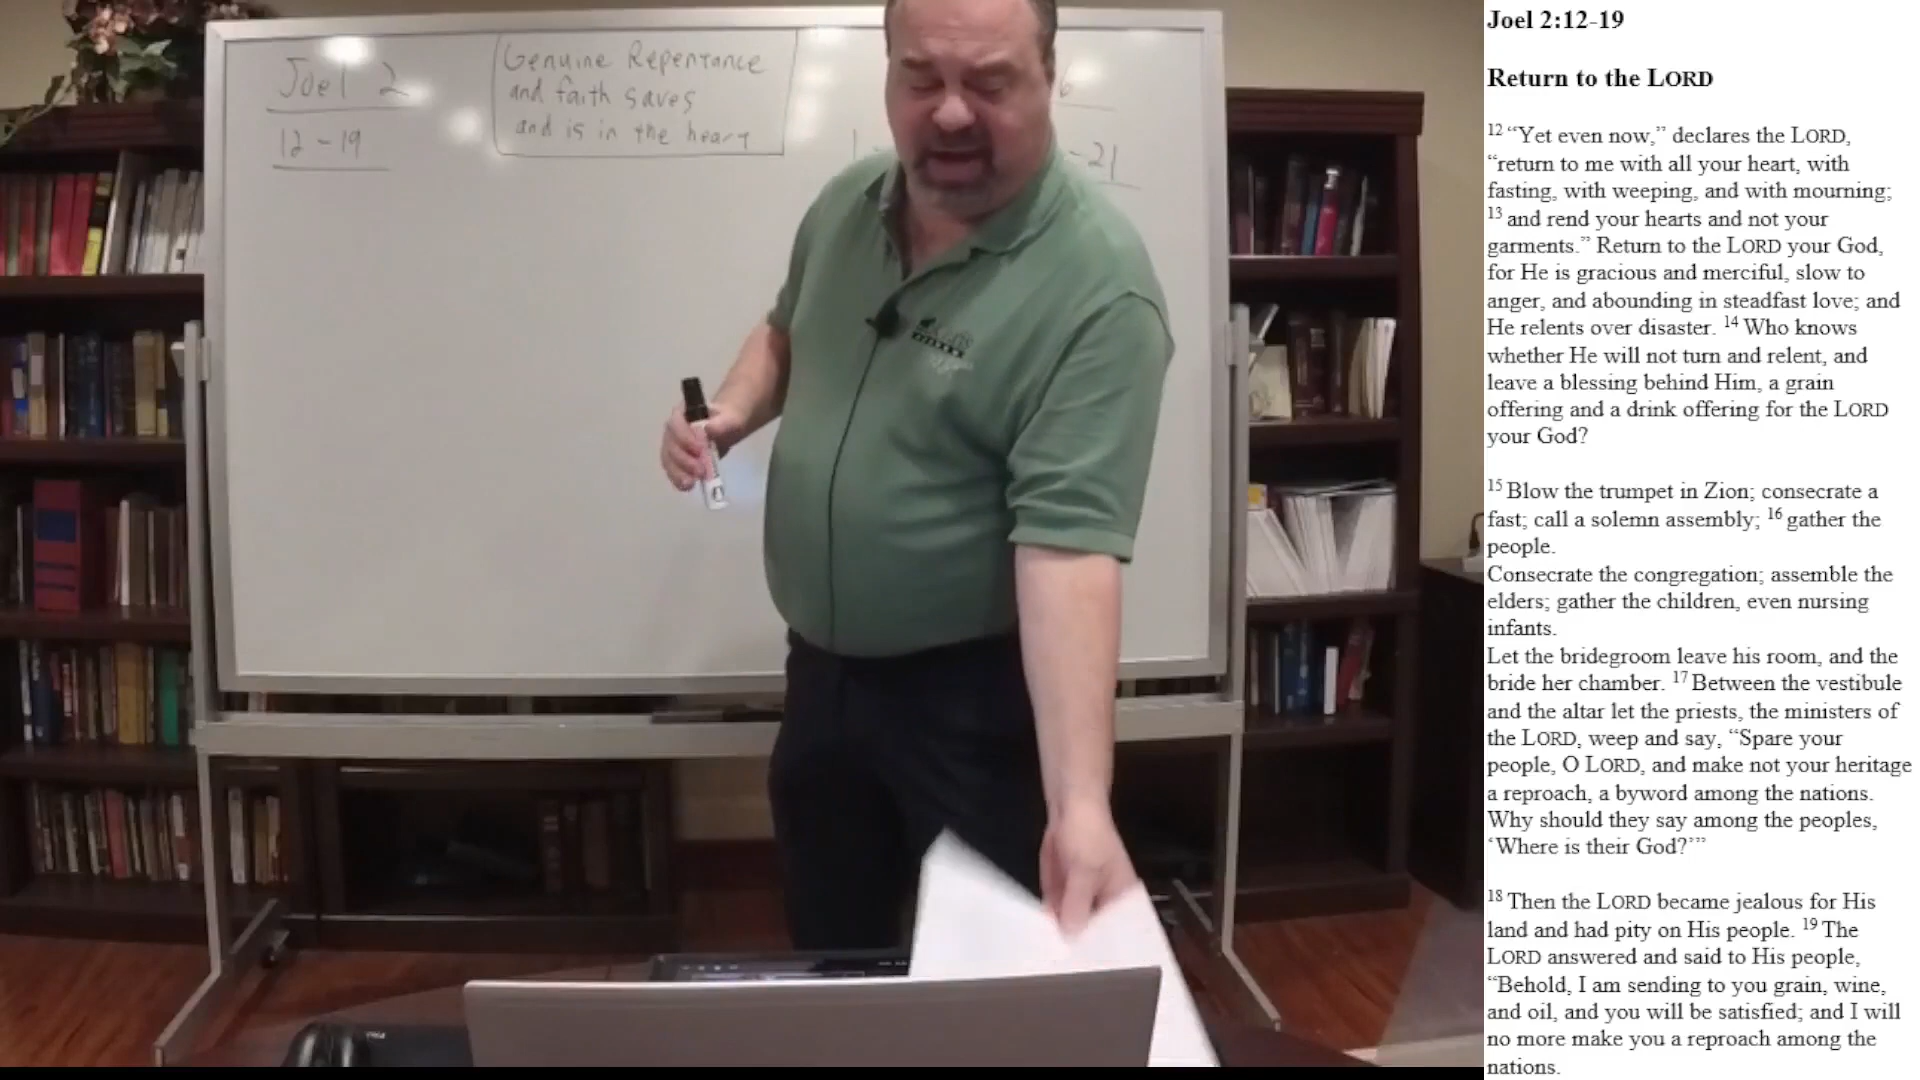 Joel 2
12-19
Genuine Repentance
and faith saves
and is in the heart
6
-21
Joel 2:12-19
Return to the LORD
12 “Yet even now,” declares the LORD,
“return to me with all your heart, with
fasting, with weeping, and with mourning;
13 and rend your hearts and not your
garments.” Return to the LORD your God,
for He is gracious and merciful, slow to
anger, and abounding in steadfast love; and
He relents over disaster. 14 Who knows
whether He will not turn and relent, and
leave a blessing behind Him, a grain
offering and a drink offering for the LORD
your God?
15 Blow the trumpet in Zion; consecrate a
fast; call a solemn assembly; 16 gather the
people.
Consecrate the congregation; assemble the
elders; gather the children, even nursing
infants.
Let the bridegroom leave his room, and the
bride her chamber. 17 Between the vestibule
and the altar let the priests, the ministers of
the LORD, weep and say, “Spare your
people, O LORD, and make not your heritage
a reproach, a byword among the nations.
Why should they say among the peoples,
‘Where is their God?’”
18 Then the LORD became jealous for His
land and had pity on His people. 19 The
LORD answered and said to His people,
“Behold, I am sending to you grain, wine,
and oil, and you will be satisfied; and I will
no more make you a reproach among the
nations.